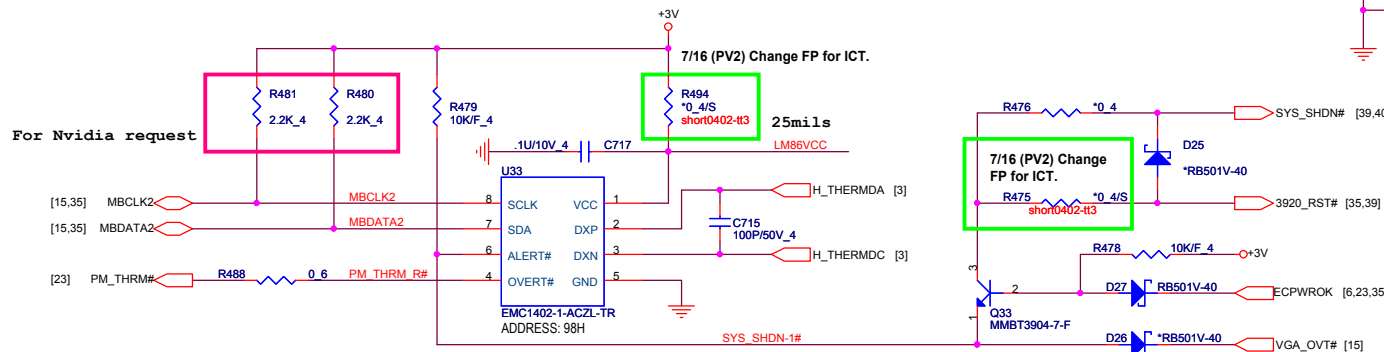 +3V
7/16 (PV2) Change FP for ICT.
R481
2.2K_4
R480
2.2K_4
R479
10K/F_4
R494
*0_4/S
short0402-tt3
For Nvidia request
25mils
.1U/10V_4
C717
LM86VCC
U33
[15,35] MBCLK2
MBCLK2
8 SCLK
VCC 1
[15,35] MBDATA2
MBDATA2
7 SDA
DXP 2
6 ALERT#
DXN 3
[23] PM_THRM#
R488
0_6
PM_THRM_R#
4 OVERT#
GND 5
EMC1402-1-ACZL-TR
ADDRESS: 98H
H_THERMDA [3]
C715
100P/50V_4
H_THERMDC [3]
SYS_SHDN-1#
R476
*0_4
SYS_SHDN# [39,40
7/16 (PV2) Change
FP for ICT.
R475
*0_4/S
short0402-tt3
D25
*RB501V-40
3920_RST# [35,39]
R478
10K/F_4
+3V
3
2
1
Q33
MMBT3904-7-F
D27
RB501V-40
ECPWROK [6,23,35
D26
*RB501V-40
VGA_OVT# [15]